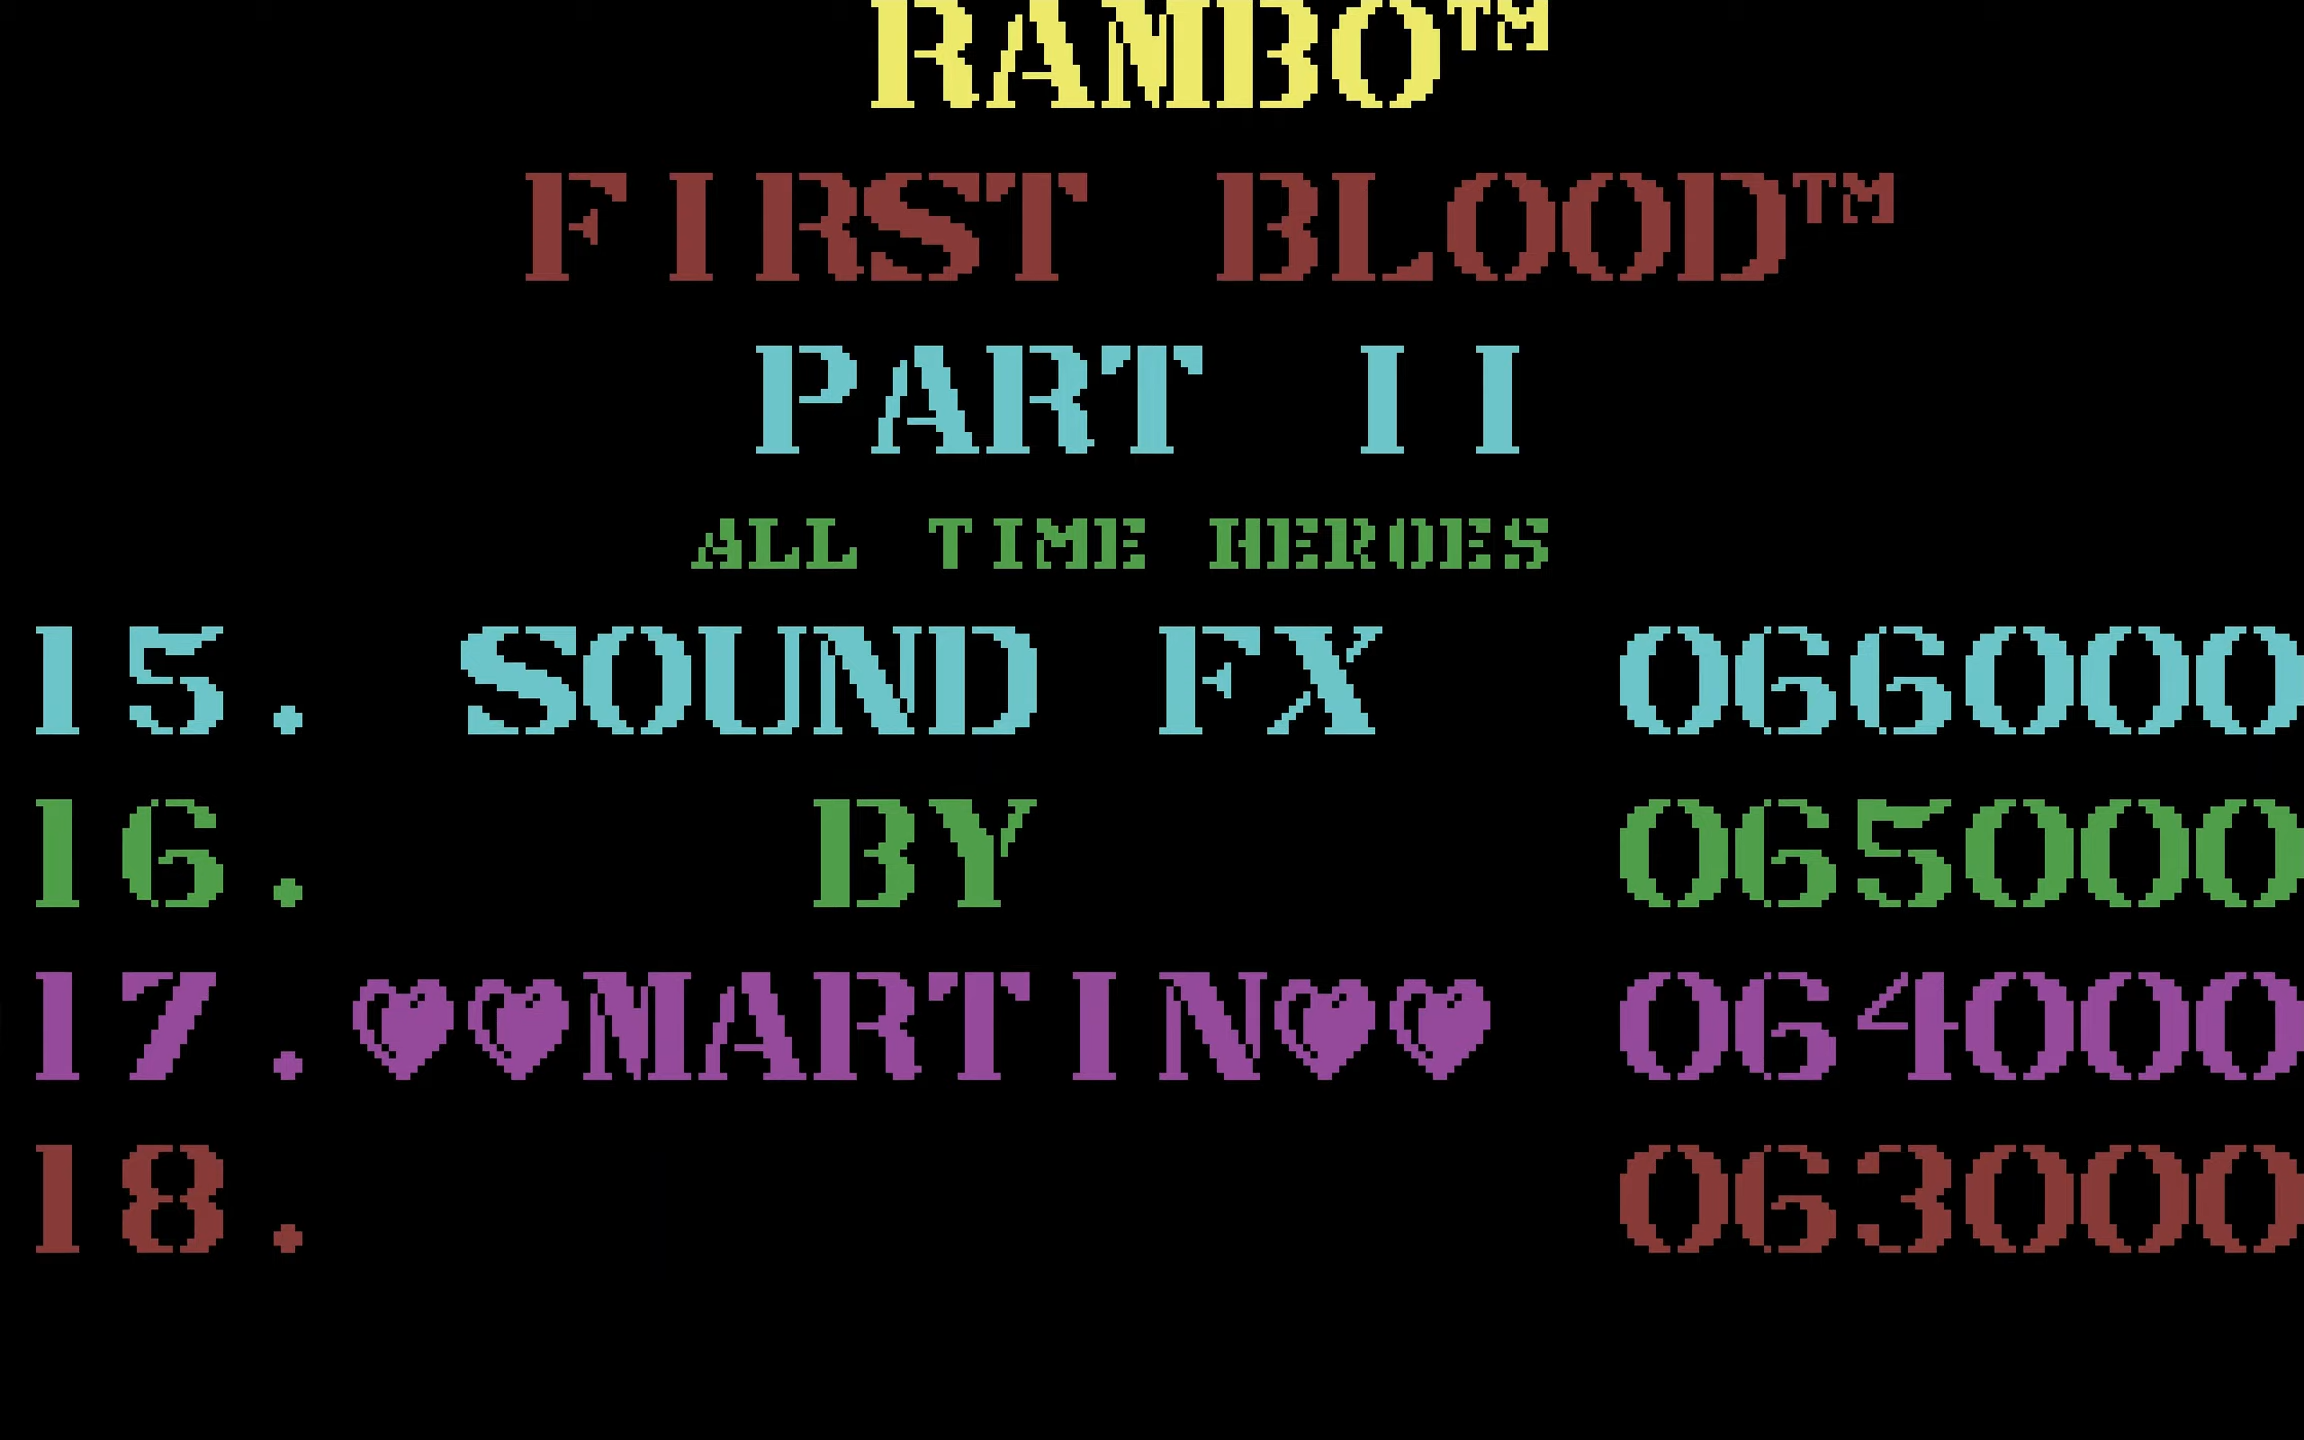 RAMBO™
FIRST BLOOD™
PART II
ALL TIME HEROES
15. SOUND FX 066000
16. BY 065000
17.♥♥MARTIN♥♥ 064000
18. 063000